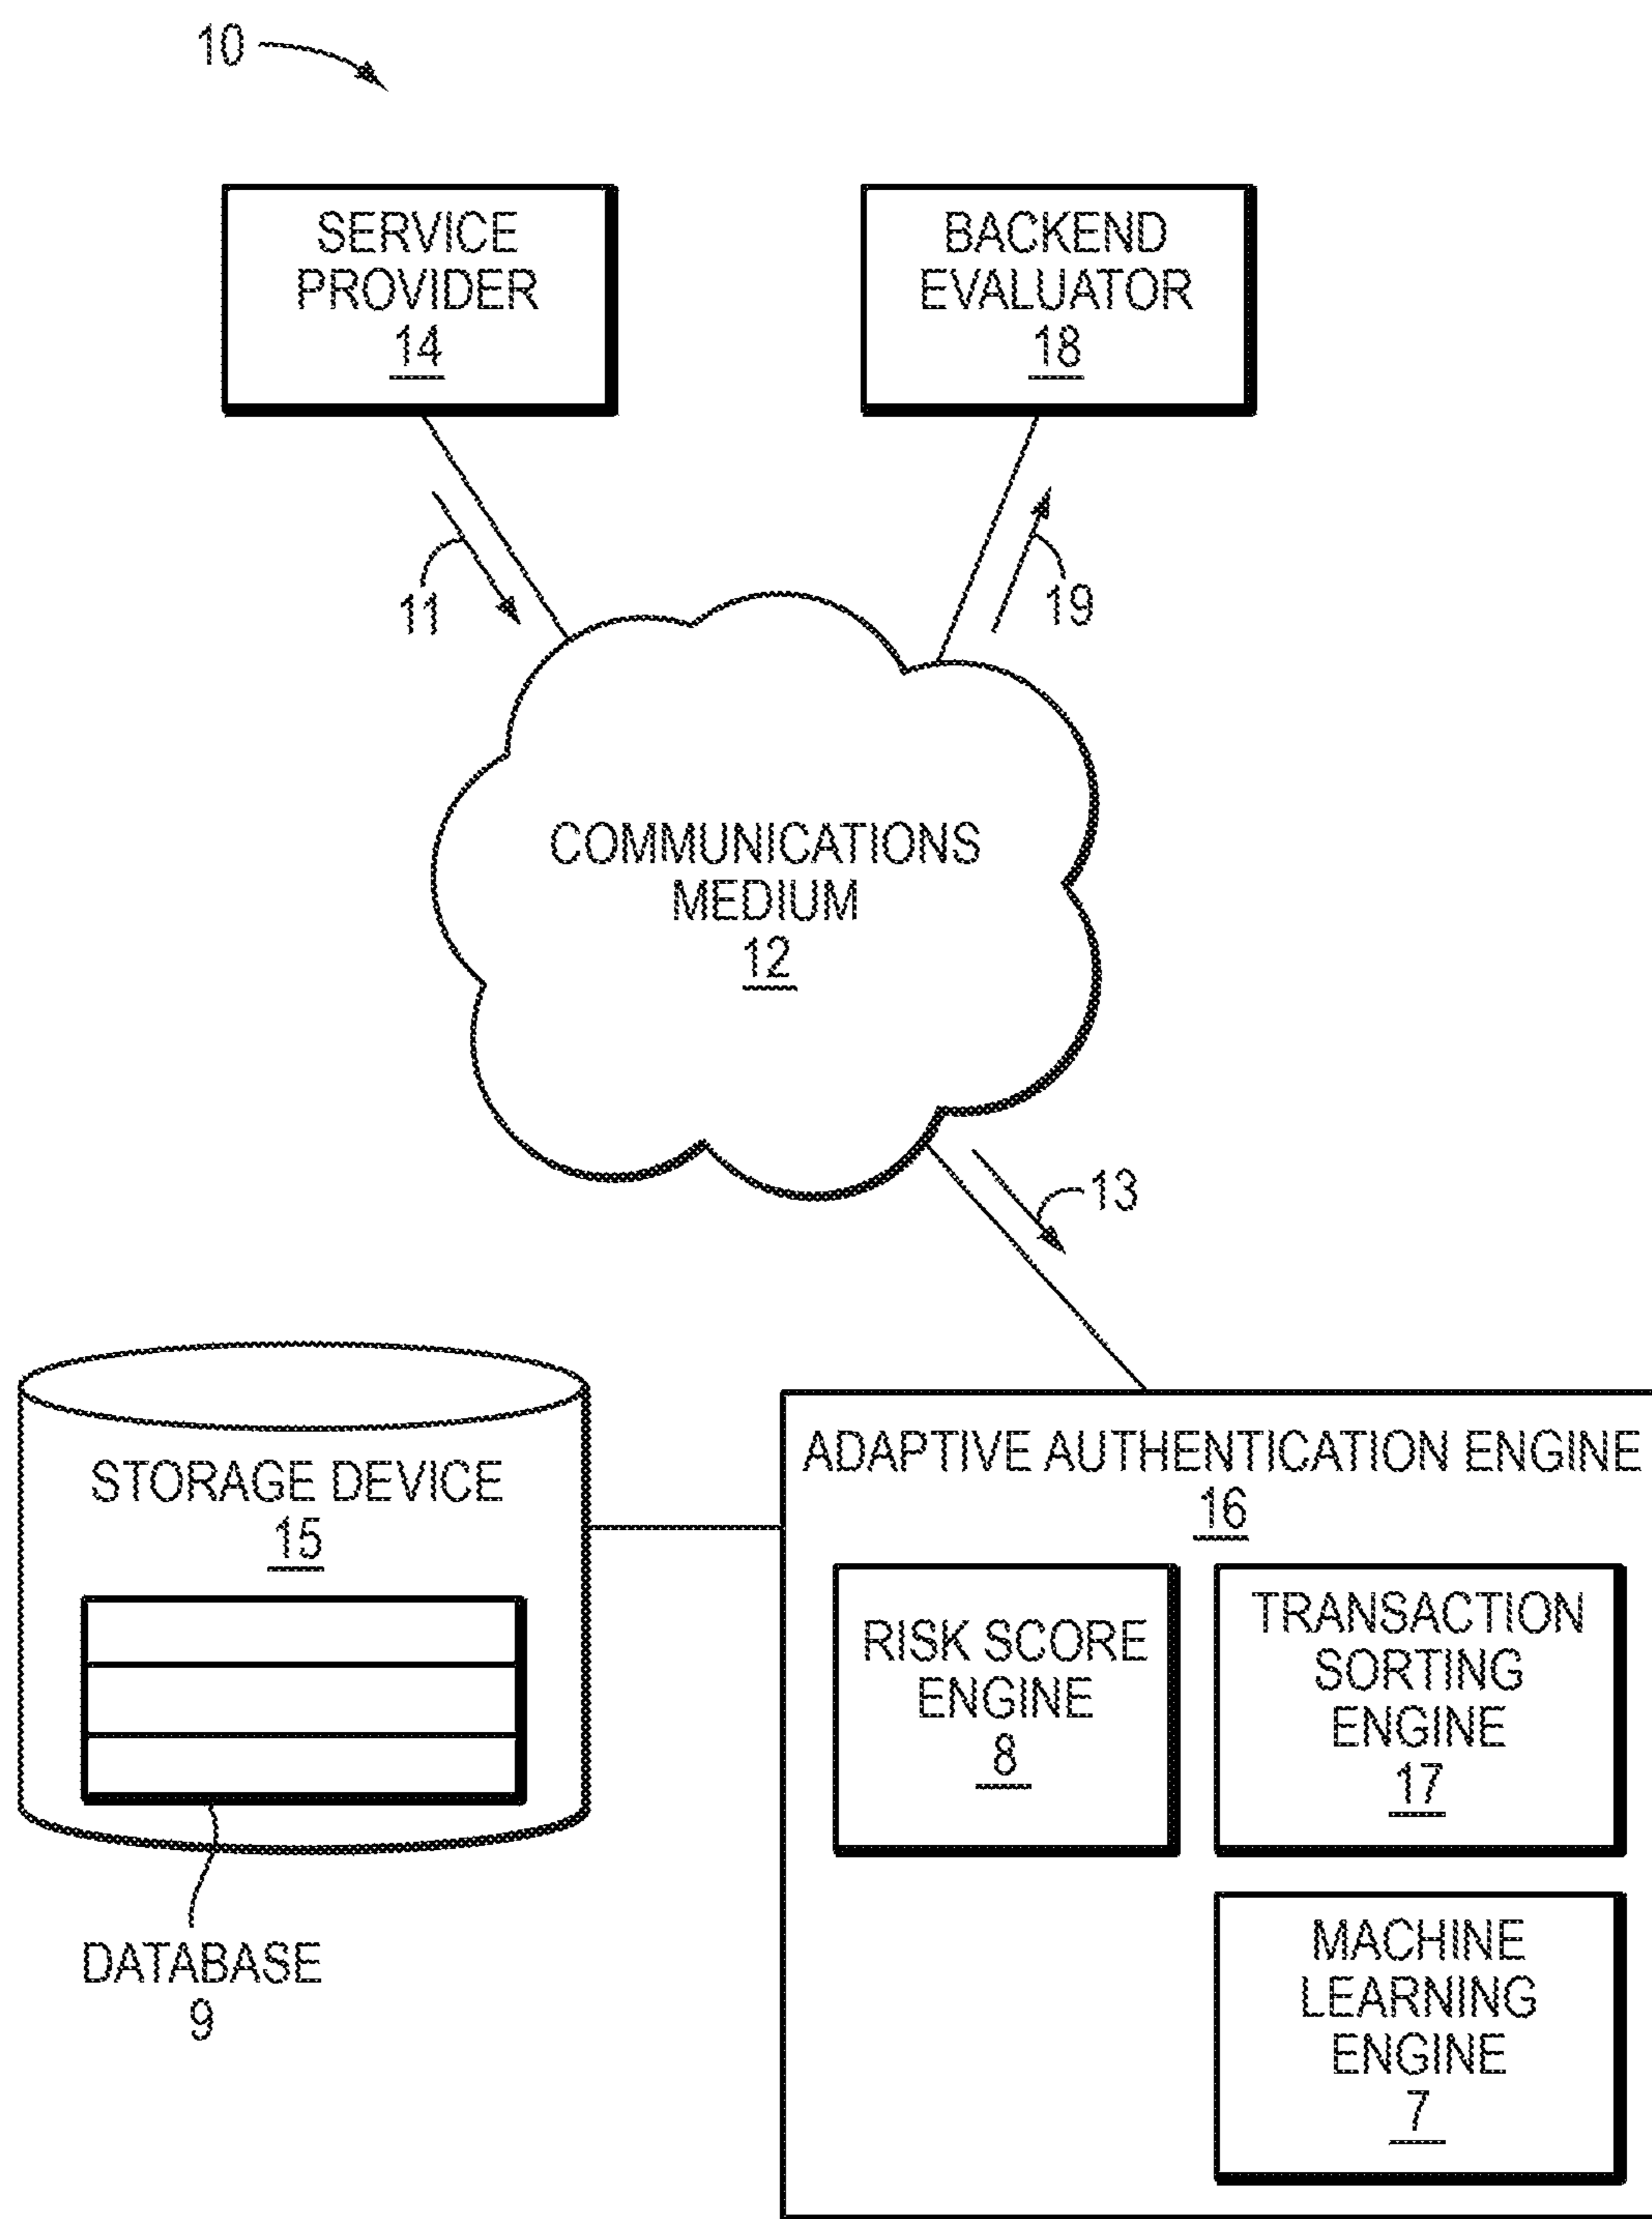 10
SERVICE
PROVIDER
14
BACKEND
EVALUATOR
18
11
19
COMMUNICATIONS
MEDIUM
12
13
STORAGE DEVICE
15
DATABASE
9
ADAPTIVE AUTHENTICATION ENGINE
16
RISK SCORE
ENGINE
8
TRANSACTION
SORTING
ENGINE
17
MACHINE
LEARNING
ENGINE
7